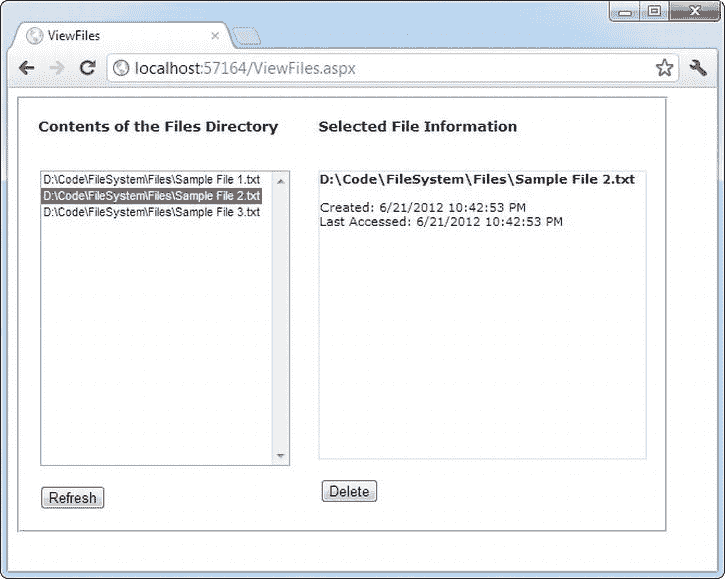 ViewFiles
localhost:57164/ViewFiles.aspx
Contents of the Files Directory
D:\Code\FileSystem\Files\Sample File 1.txt
D:\Code\FileSystem\Files\Sample File 2.txt
D:\Code\FileSystem\Files\Sample File 3.txt
Refresh
Selected File Information
D:\Code\FileSystem\Files\Sample File 2.txt
Created: 6/21/2012 10:42:53 PM
Last Accessed: 6/21/2012 10:42:53 PM
Delete